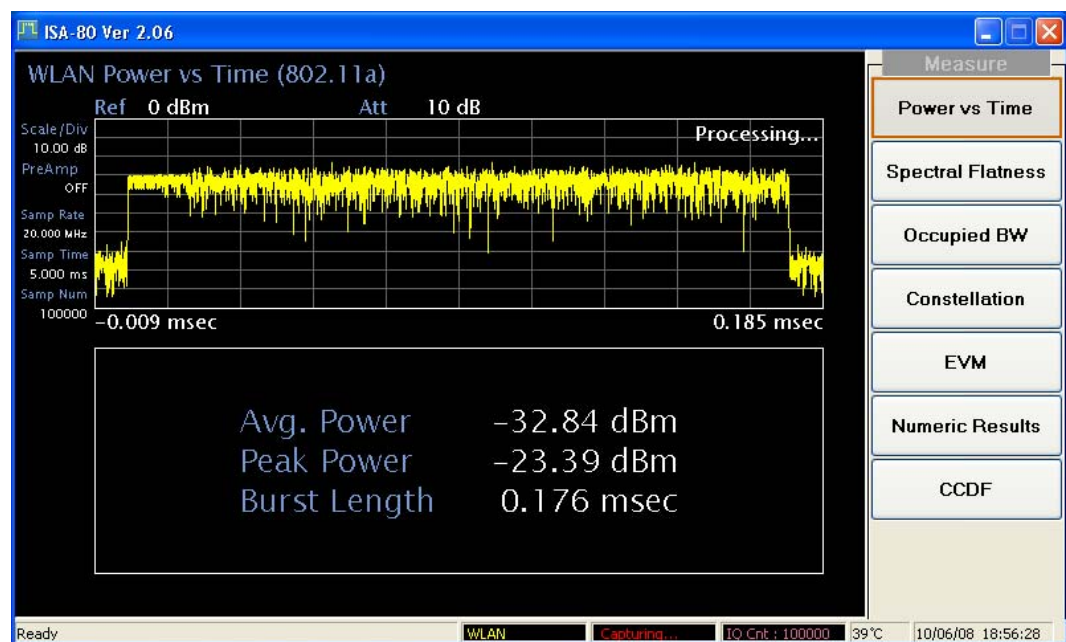 ISA-80 Ver 2.06
WLAN Power vs Time (802.11a)
Ref 0 dBm Att 10 dB
Scale/Div
10.00 dB
PreAmp
OFF
Samp Rate
20.000 MHz
Samp Time
5.000 ms
Samp Num
100000
Processing...
-0.009 msec 0.185 msec
Avg. Power -32.84 dBm
Peak Power -23.39 dBm
Burst Length 0.176 msec
Measure
Power vs Time
Spectral Flatness
Occupied BW
Constellation
EVM
Numeric Results
CCDF
Ready WLAN Capturing... IQ Cnt : 100000 39℃ 10/06/08 18:56:28